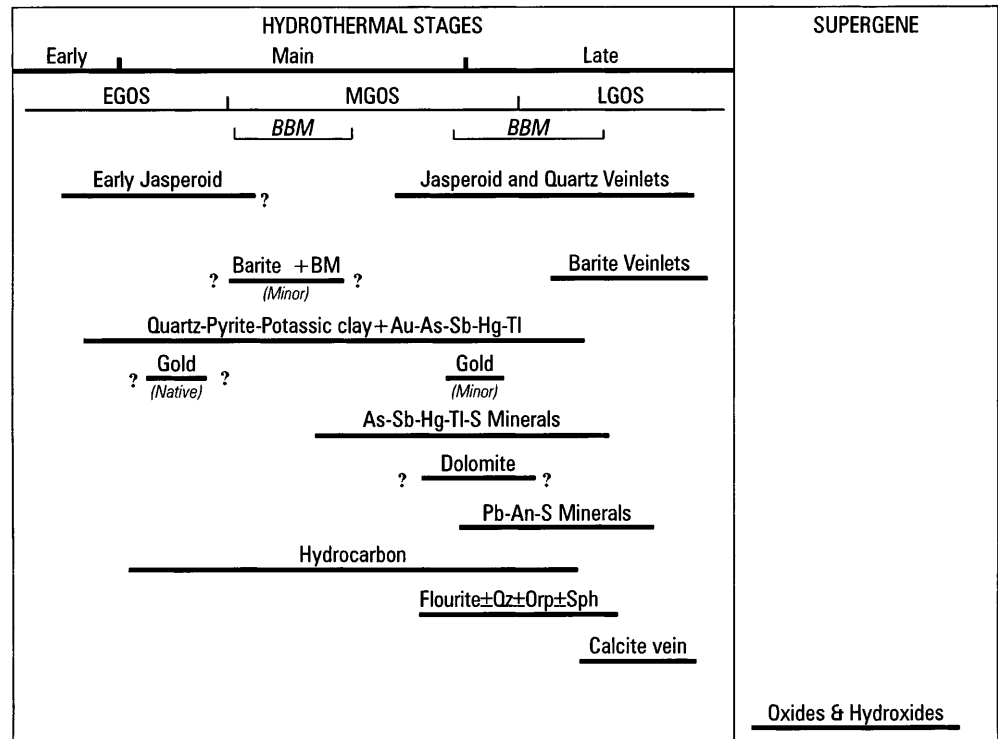 HYDROTHERMAL STAGES SUPERGENE
Early Main Late
EGOS MGOS LGOS
BBM BBM
Early Jasperoid ? Jasperoid and Quartz Veinlets
? Barite +BM ? Barite Veinlets
(Minor)
Quartz-Pyrite-Potassic clay+Au-As-Sb-Hg-Tl
? Gold ? Gold
(Native) (Minor)
As-Sb-Hg-Tl-S Minerals
? Dolomite ?
Pb-An-S Minerals
Hydrocarbon
Flourite±Qz±Orp±Sph
Calcite vein
Oxides & Hydroxides